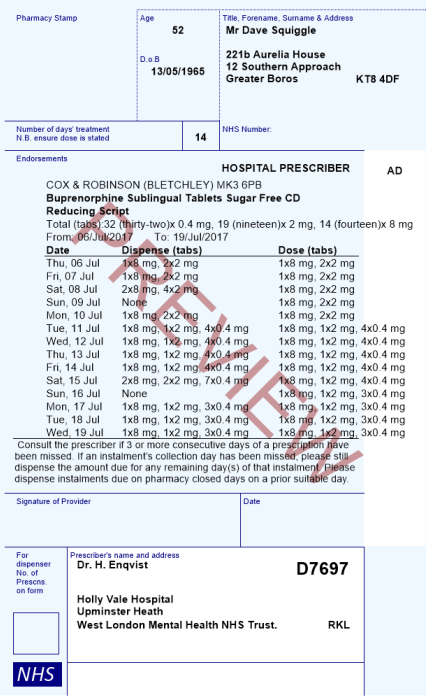 Pharmacy Stamp
Age
52
D.o.B
13/05/1965
Title, Forename, Surname & Address
Mr Dave Squiggle
221b Aurelia House
12 Southern Approach
Greater Boros KT8 4DF
Number of days' treatment
N.B. ensure dose is stated
14
NHS Number:
Endorsements
HOSPITAL PRESCRIBER AD
COX & ROBINSON (BLETCHLEY) MK3 6PB
Buprenorphine Sublingual Tablets Sugar Free CD
Reducing Script
Total (tabs):32 (thirty-two)x 0.4 mg, 19 (nineteen)x 2 mg, 14 (fourteen)x 8 mg
From: 06/Jul/2017 To: 19/Jul/2017
Date Dispense (tabs) Dose (tabs)
Thu, 06 Jul 1x8 mg, 2x2 mg 1x8 mg, 2x2 mg
Fri, 07 Jul 1x8 mg, 2x2 mg 1x8 mg, 2x2 mg
Sat, 08 Jul 2x8 mg, 4x2 mg 1x8 mg, 2x2 mg
Sun, 09 Jul None 1x8 mg, 2x2 mg
Mon, 10 Jul 1x8 mg, 2x2 mg 1x8 mg, 2x2 mg
Tue, 11 Jul 1x8 mg, 1x2 mg, 4x0.4 mg 1x8 mg, 1x2 mg, 4x0.4 mg
Wed, 12 Jul 1x8 mg, 1x2 mg, 4x0.4 mg 1x8 mg, 1x2 mg, 4x0.4 mg
Thu, 13 Jul 1x8 mg, 1x2 mg, 4x0.4 mg 1x8 mg, 1x2 mg, 4x0.4 mg
Fri, 14 Jul 1x8 mg, 1x2 mg, 4x0.4 mg 1x8 mg, 1x2 mg, 4x0.4 mg
Sat, 15 Jul 2x8 mg, 2x2 mg, 7x0.4 mg 1x8 mg, 1x2 mg, 4x0.4 mg
Sun, 16 Jul None 1x8 mg, 1x2 mg, 3x0.4 mg
Mon, 17 Jul 1x8 mg, 1x2 mg, 3x0.4 mg 1x8 mg, 1x2 mg, 3x0.4 mg
Tue, 18 Jul 1x8 mg, 1x2 mg, 3x0.4 mg 1x8 mg, 1x2 mg, 3x0.4 mg
Wed, 19 Jul 1x8 mg, 1x2 mg, 3x0.4 mg 1x8 mg, 1x2 mg, 3x0.4 mg
Consult the prescriber if 3 or more consecutive days of a prescription have
been missed. If an instalment's collection day has been missed, please still
dispense the amount due for any remaining day(s) of that instalment. Please
dispense instalments due on pharmacy closed days on a prior suitable day.
PREVIEW
Signature of Provider
Date
For
dispenser
No. of
Prescns.
on form
Prescriber's name and address
Dr. H. Enqvist D7697
Holly Vale Hospital
Upminster Heath
West London Mental Health NHS Trust. RKL
NHS